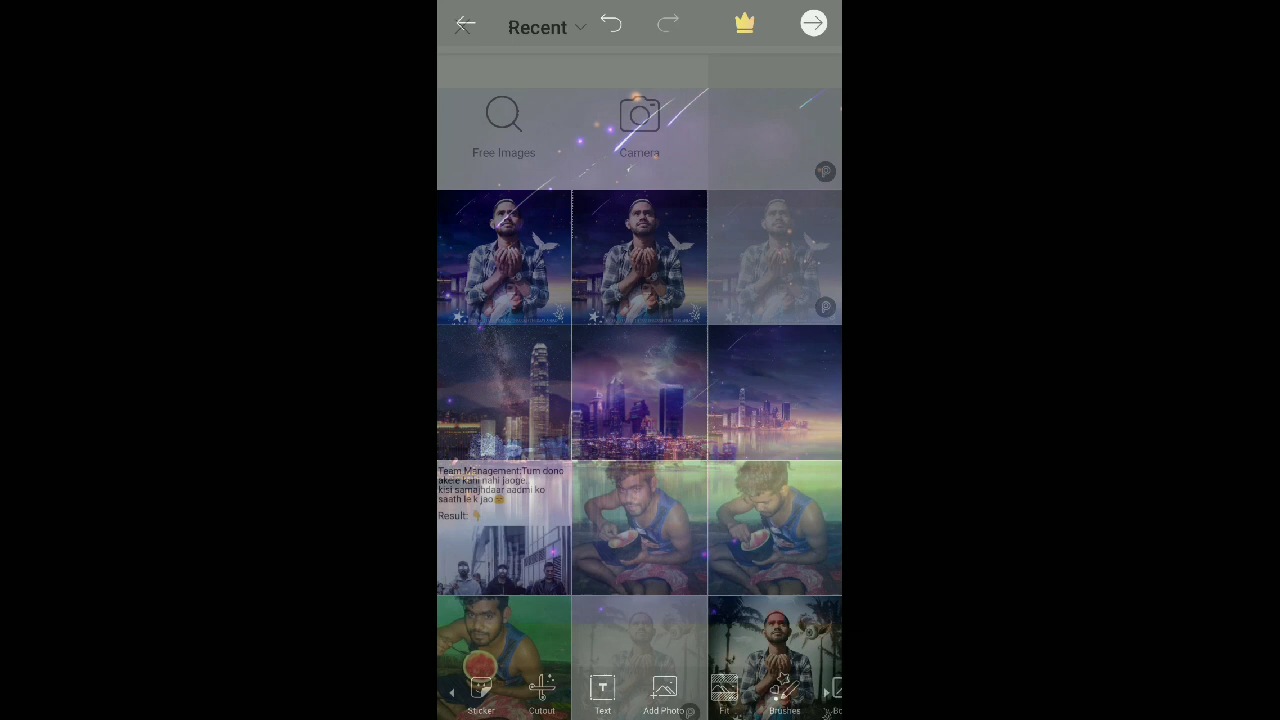 Recent
Free Images
Camera
Team Management:Tum dono
akele kahi nahi jaoge..
kisi samajhdaar aadmi ko
saath le k jao
Result:
Sticker
Cutout
Text
Add Photo
Fit
Brushes